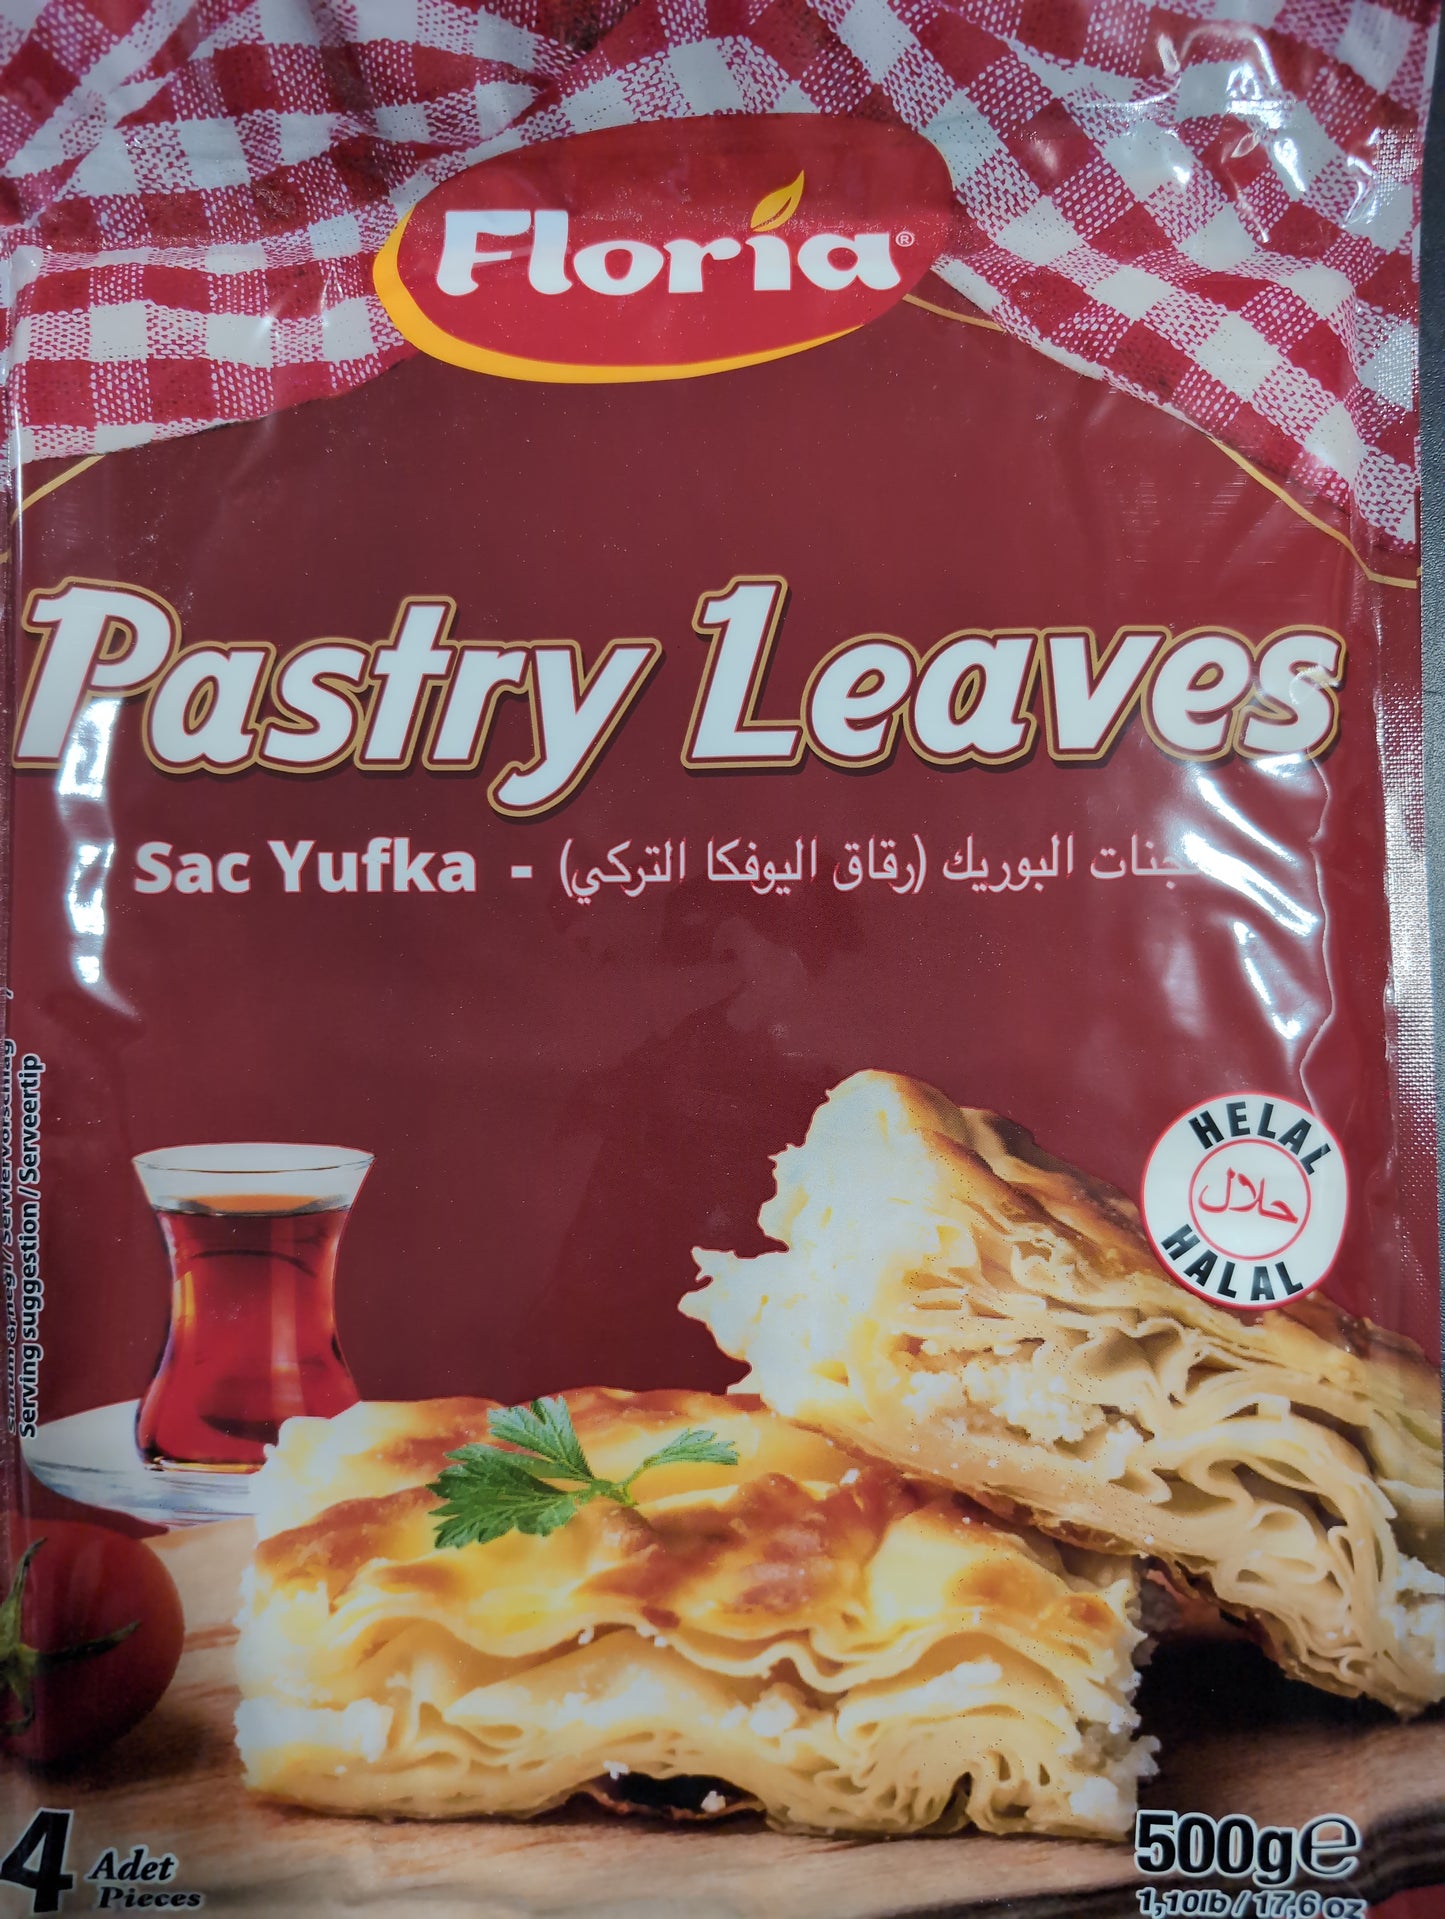 Floria®
Pastry Leaves
Sac Yufka - البوريك (رقاق اليوفكا التركي)
HELAL
حلال
HALAL
Serving suggestion / Serveertip
4 Adet
Pieces
500g e
1,10lb / 17,6 oz